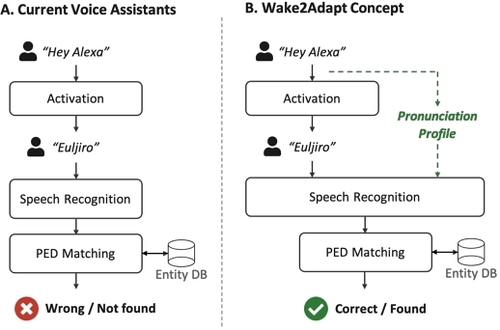 A. Current Voice Assistants
"Hey Alexa"
Activation
"Euljiro"
Speech Recognition
PED Matching
Entity DB
Wrong / Not found
B. Wake2Adapt Concept
"Hey Alexa"
Activation
Pronunciation
Profile
"Euljiro"
Speech Recognition
PED Matching
Entity DB
Correct / Found